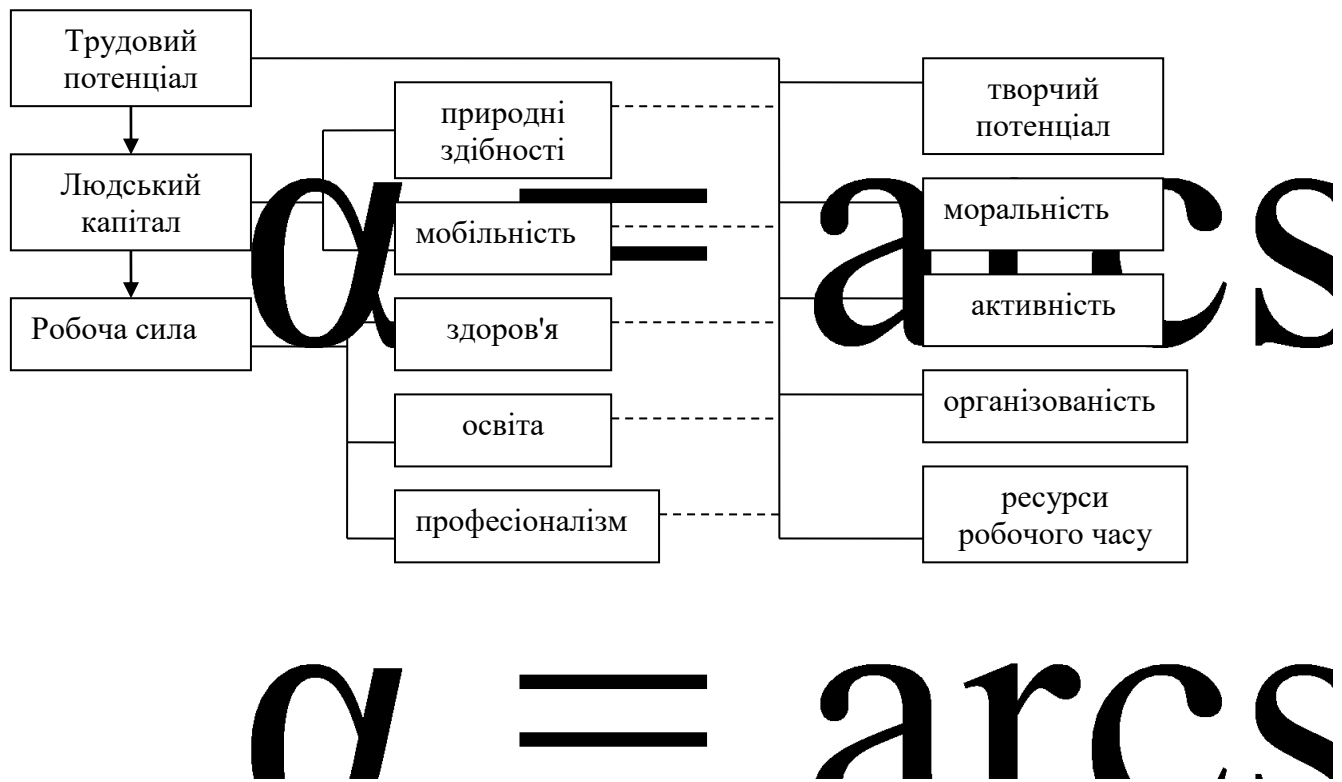 Трудовий
потенціал
Людський
капітал
Робоча сила
природні
здібності
мобільність
здоров'я
освіта
професіоналізм
творчий
потенціал
моральність
активність
організованість
ресурси
робочого часу
α = arcs
α = arcs